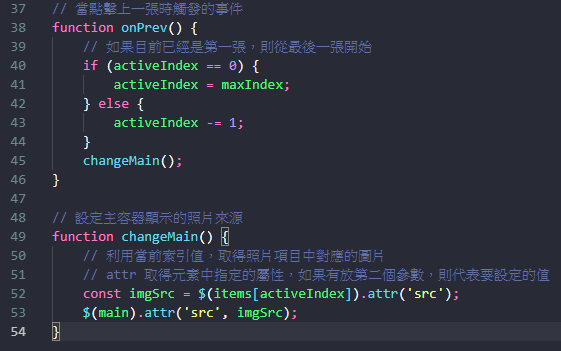 37 // 當點擊上一張時觸發的事件
38 function onPrev() {
39 // 如果目前已經是第一張，則從最後一張開始
40 if (activeIndex == 0) {
41 activeIndex = maxIndex;
42 } else {
43 activeIndex -= 1;
44 }
45 changeMain();
46 }
47
48 // 設定主容器顯示的照片來源
49 function changeMain() {
50 // 利用當前索引值，取得照片項目中對應的圖片
51 // attr 取得元素中指定的屬性，如果有放第二個參數，則代表要設定的值
52 const imgSrc = $(items[activeIndex]).attr('src');
53 $(main).attr('src', imgSrc);
54 }